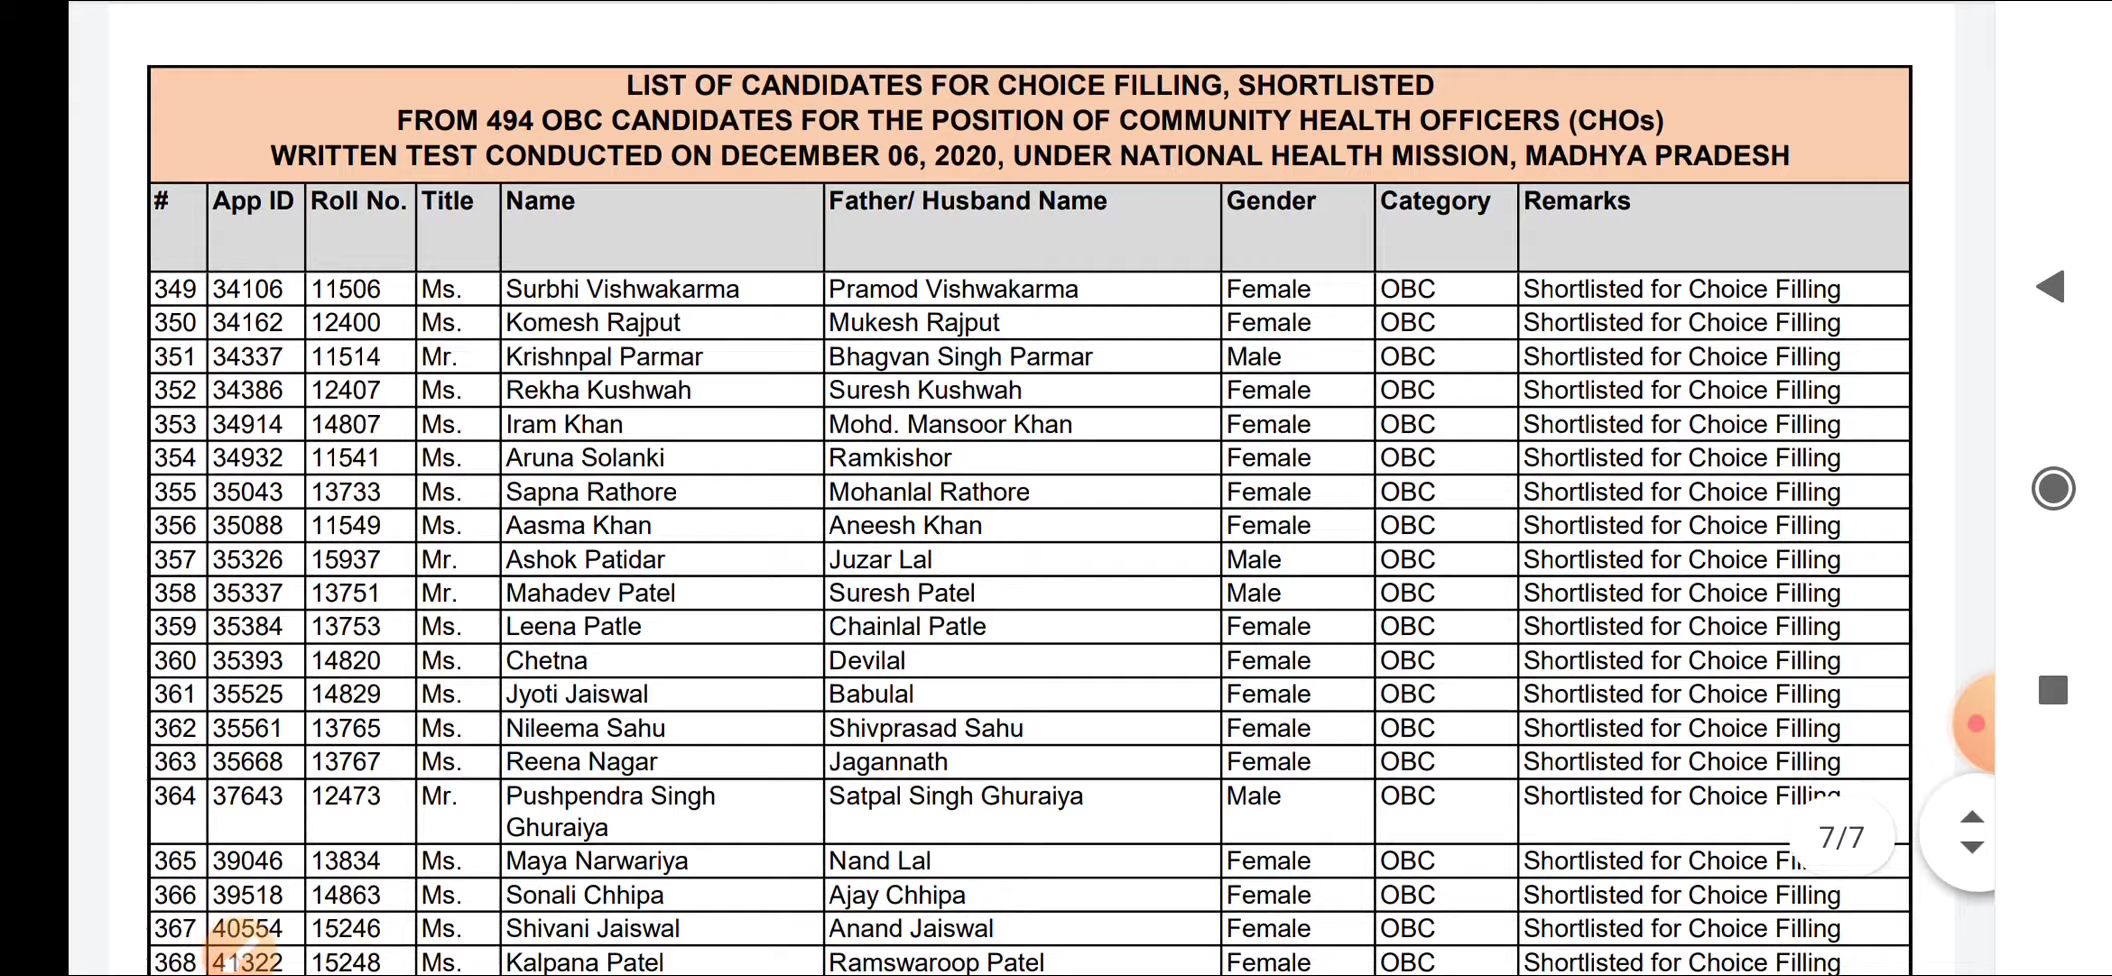 LIST OF CANDIDATES FOR CHOICE FILLING, SHORTLISTED
FROM 494 OBC CANDIDATES FOR THE POSITION OF COMMUNITY HEALTH OFFICERS (CHOs)
WRITTEN TEST CONDUCTED ON DECEMBER 06, 2020, UNDER NATIONAL HEALTH MISSION, MADHYA PRADESH
# App ID Roll No. Title Name Father/ Husband Name Gender Category Remarks
349 34106 11506 Ms. Surbhi Vishwakarma Pramod Vishwakarma Female OBC Shortlisted for Choice Filling
350 34162 12400 Ms. Komesh Rajput Mukesh Rajput Female OBC Shortlisted for Choice Filling
351 34337 11514 Mr. Krishnpal Parmar Bhagvan Singh Parmar Male OBC Shortlisted for Choice Filling
352 34386 12407 Ms. Rekha Kushwah Suresh Kushwah Female OBC Shortlisted for Choice Filling
353 34914 14807 Ms. Iram Khan Mohd. Mansoor Khan Female OBC Shortlisted for Choice Filling
354 34932 11541 Ms. Aruna Solanki Ramkishor Female OBC Shortlisted for Choice Filling
355 35043 13733 Ms. Sapna Rathore Mohanlal Rathore Female OBC Shortlisted for Choice Filling
356 35088 11549 Ms. Aasma Khan Aneesh Khan Female OBC Shortlisted for Choice Filling
357 35326 15937 Mr. Ashok Patidar Juzar Lal Male OBC Shortlisted for Choice Filling
358 35337 13751 Mr. Mahadev Patel Suresh Patel Male OBC Shortlisted for Choice Filling
359 35384 13753 Ms. Leena Patle Chainlal Patle Female OBC Shortlisted for Choice Filling
360 35393 14820 Ms. Chetna Devilal Female OBC Shortlisted for Choice Filling
361 35525 14829 Ms. Jyoti Jaiswal Babulal Female OBC Shortlisted for Choice Filling
362 35561 13765 Ms. Nileema Sahu Shivprasad Sahu Female OBC Shortlisted for Choice Filling
363 35668 13767 Ms. Reena Nagar Jagannath Female OBC Shortlisted for Choice Filling
364 37643 12473 Mr. Pushpendra Singh Satpal Singh Ghuraiya Male OBC Shortlisted for Choice Filling
Ghuraiya
7/7
365 39046 13834 Ms. Maya Narwariya Nand Lal Female OBC Shortlisted for Choice
366 39518 14863 Ms. Sonali Chhipa Ajay Chhipa Female OBC Shortlisted for Choice Filling
367 40554 15246 Ms. Shivani Jaiswal Anand Jaiswal Female OBC Shortlisted for Choice Filling
368 41322 15248 Ms. Kalpana Patel Ramswaroop Patel Female OBC Shortlisted for Choice Filling